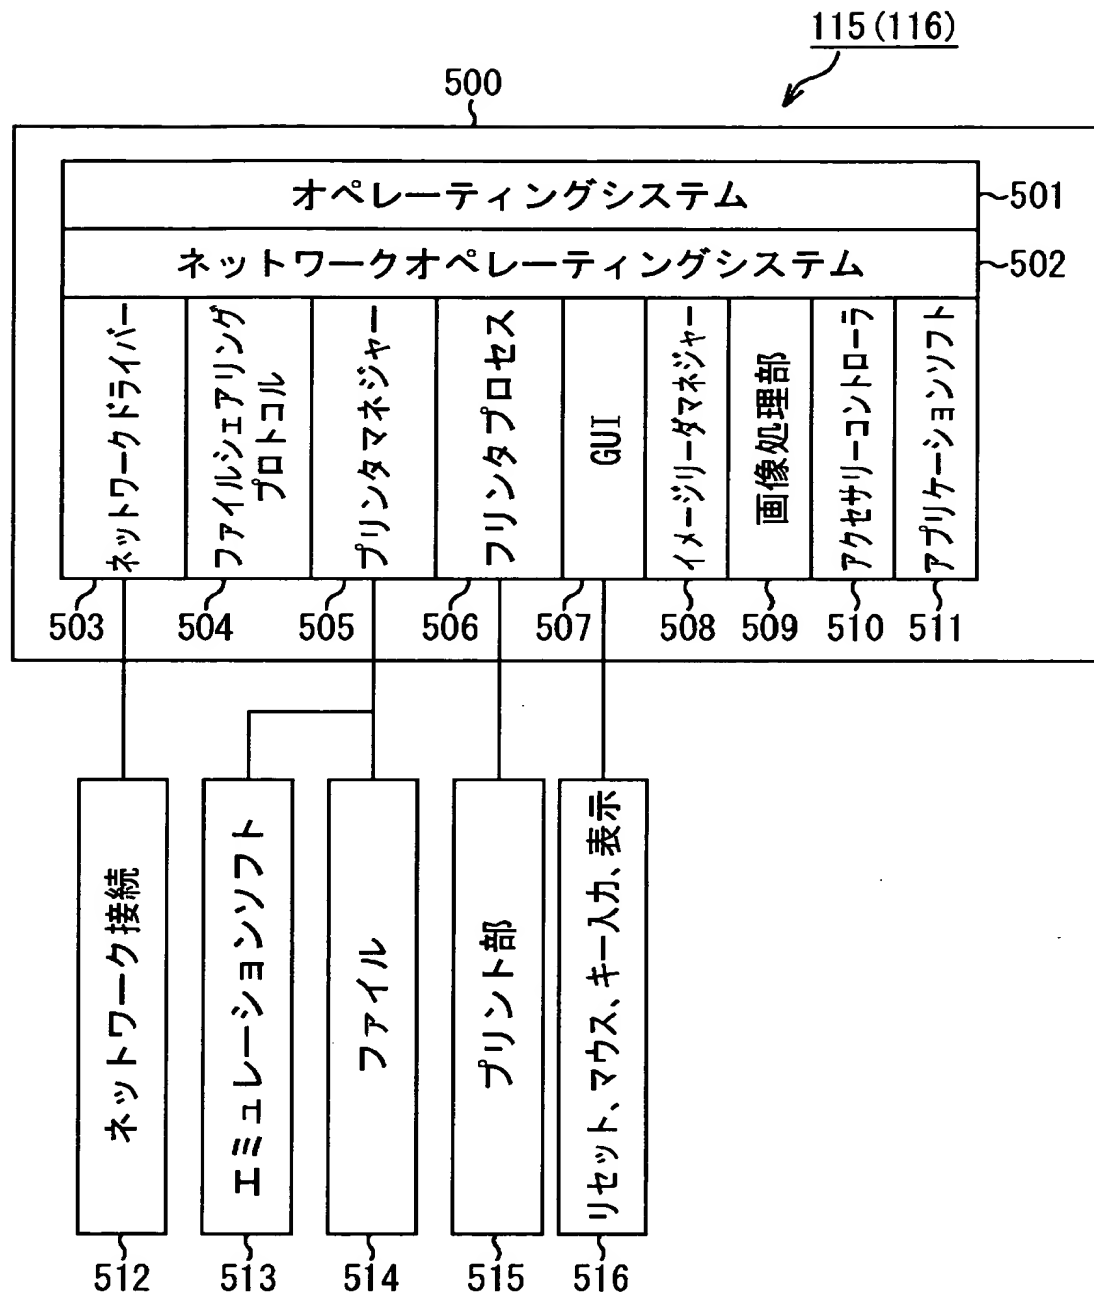 115(116)
500
オペレーティングシステム
501
ネットワークオペレーティングシステム
502
ネットワークドライバー
ファイルシェアリング
プロトコル
プリンタマネジャー
フリンタプロセス
GUI
イメージリーダマネジャー
画像処理部
アクセサリーコントローラ
アプリケーションソフト
503
504
505
506
507
508
509
510
511
ネットワーク接続
エミュレーションソフト
ファイル
プリント部
リセット、マウス、キー入力、表示
512
513
514
515
516